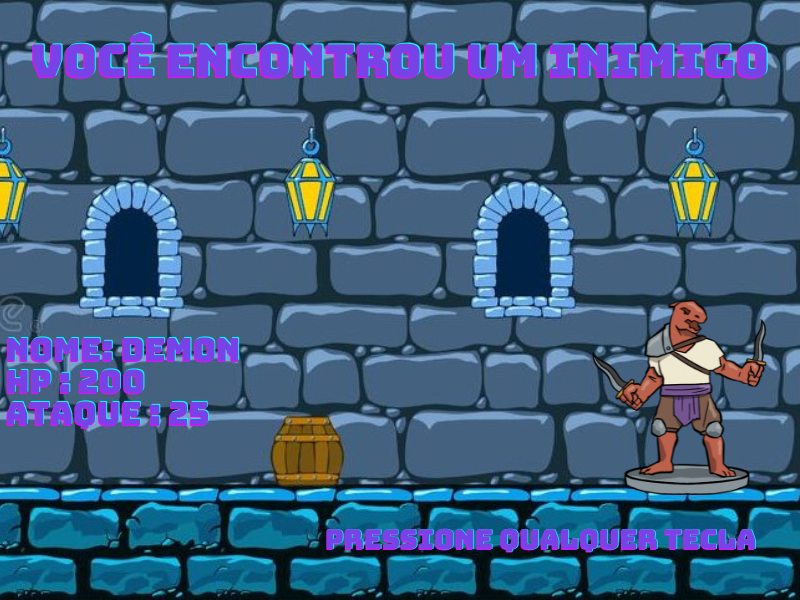 VOCÊ ENCONTROU UM INIMIGO
NOME: DEMON
HP : 200
ATAQUE : 25
PRESSIONE QUALQUER TECLA